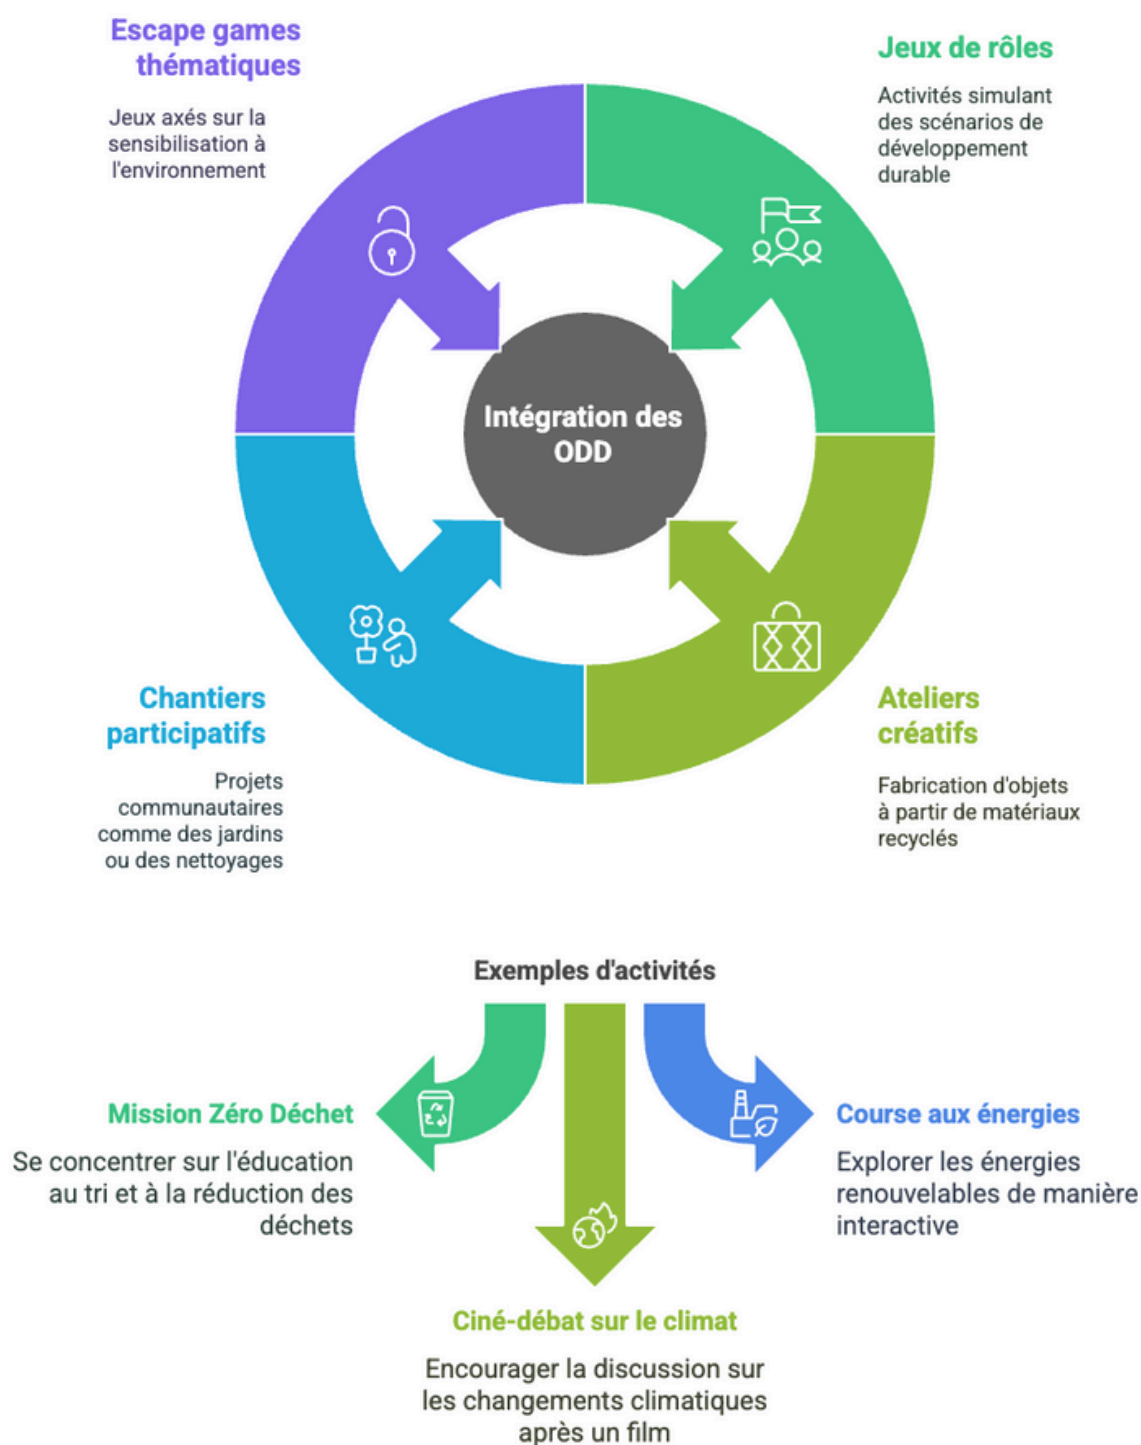 Escape games
thématiques
Jeux axés sur la
sensibilisation à
l'environnement
Jeux de rôles
Activités simulant
des scénarios de
développement
durable
Intégration des
ODD
Chantiers
participatifs
Projets
communautaires
comme des jardins
ou des nettoyages
Ateliers
créatifs
Fabrication d'objets
à partir de matériaux
recyclés
Exemples d'activités
Mission Zéro Déchet
Se concentrer sur l'éducation
au tri et à la réduction des
déchets
Course aux énergies
Explorer les énergies
renouvelables de manière
interactive
Ciné-débat sur le climat
Encourager la discussion sur
les changements climatiques
après un film